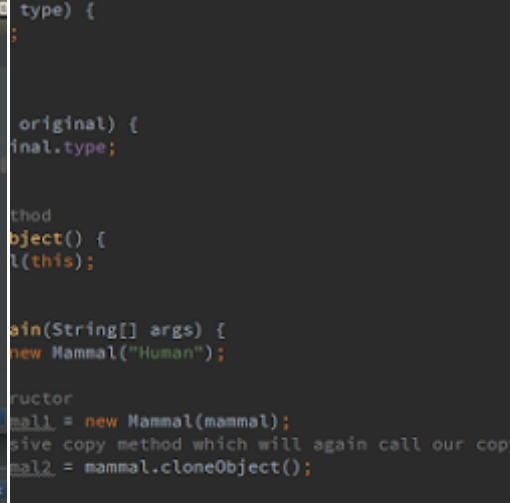 type) {
;
original) {
inal.type;
thod
bject() {
l(this);
ain(String[] args) {
new Mammal("Human");
ructor
mal1 = new Mammal(mammal);
sive copy method which will again call our cop
mal2 = mammal.cloneObject();